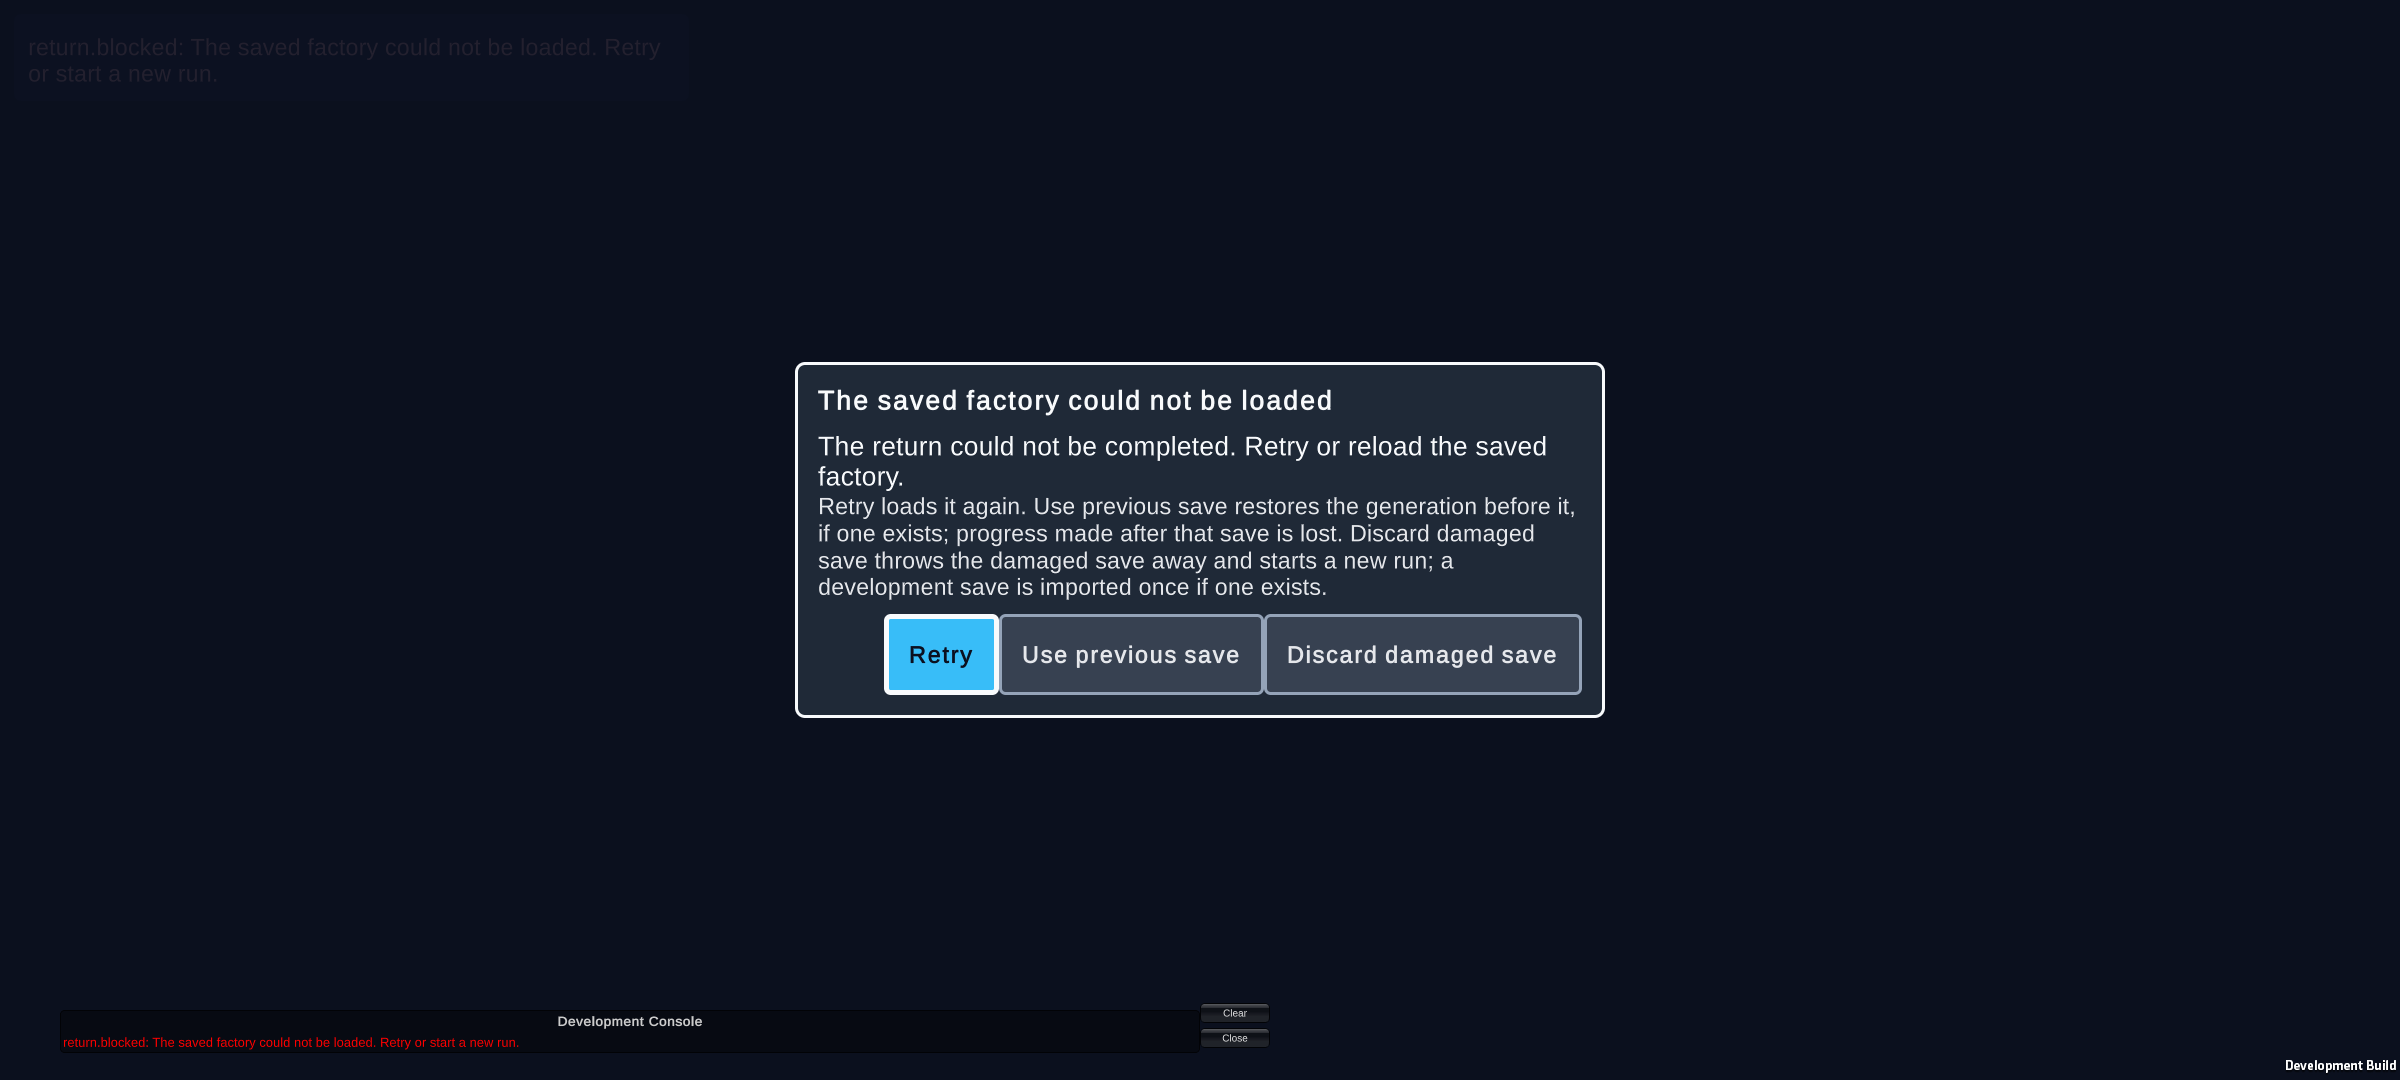 return.blocked: The saved factory could not be loaded. Retry
or start a new run.
The saved factory could not be loaded
The return could not be completed. Retry or reload the saved
factory.
Retry loads it again. Use previous save restores the generation before it,
if one exists; progress made after that save is lost. Discard damaged
save throws the damaged save away and starts a new run; a
development save is imported once if one exists.
Retry
Use previous save
Discard damaged save
Development Console
return.blocked: The saved factory could not be loaded. Retry or start a new run.
Clear
Close
Development Build